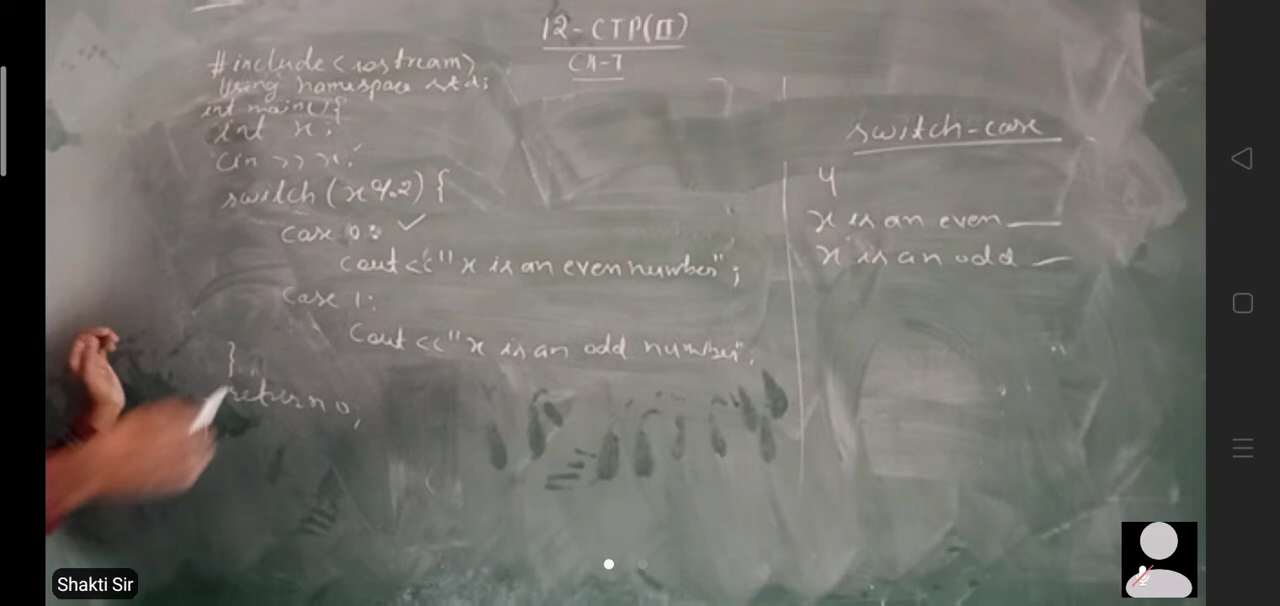 12-CTP(II)
CA-7
#include<iostream)
using namespace std;
int main(){
int x;
cin >> x;
switch(x%2){
case 0:
cout <<"x is an even number";
case 1:
cout <<"x is an odd number";
}
return 0;
switch-case
4
x is an even
x is an odd
Shakti Sir